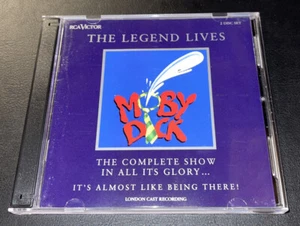 RCA VICTOR
2 DISC SET
THE LEGEND LIVES
MOBY
DICK
THE COMPLETE SHOW
IN ALL ITS GLORY...
IT'S ALMOST LIKE BEING THERE!
LONDON CAST RECORDING